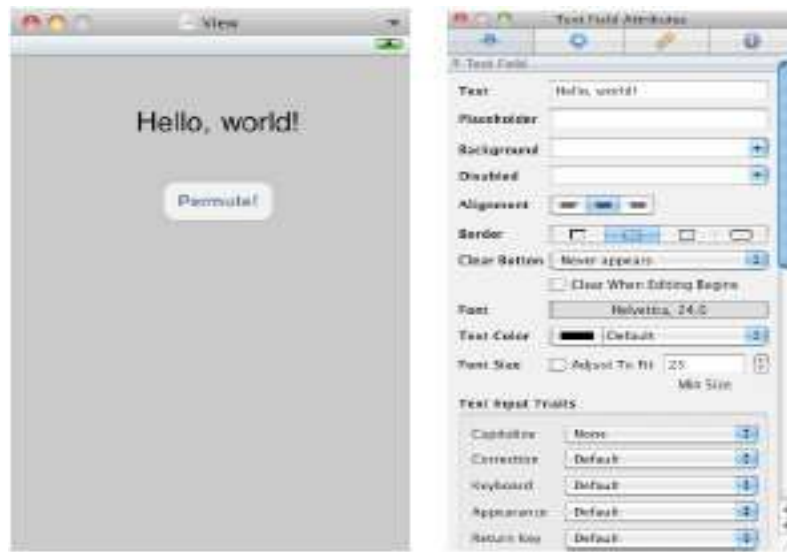 View
Hello, world!
Permute!
Text Field Attributes
Text Field
Text Hello, world!
Placeholder
Background
Disabled
Alignment
Border
Clear Button Never appears
Clear When Editing Begins
Font Helvetica, 24.0
Text Color Default
Font Size Adjust To Fit 25
Min Size
Text Input Traits
Capitalize None
Correction Default
Keyboard Default
Appearance Default
Return Key Default